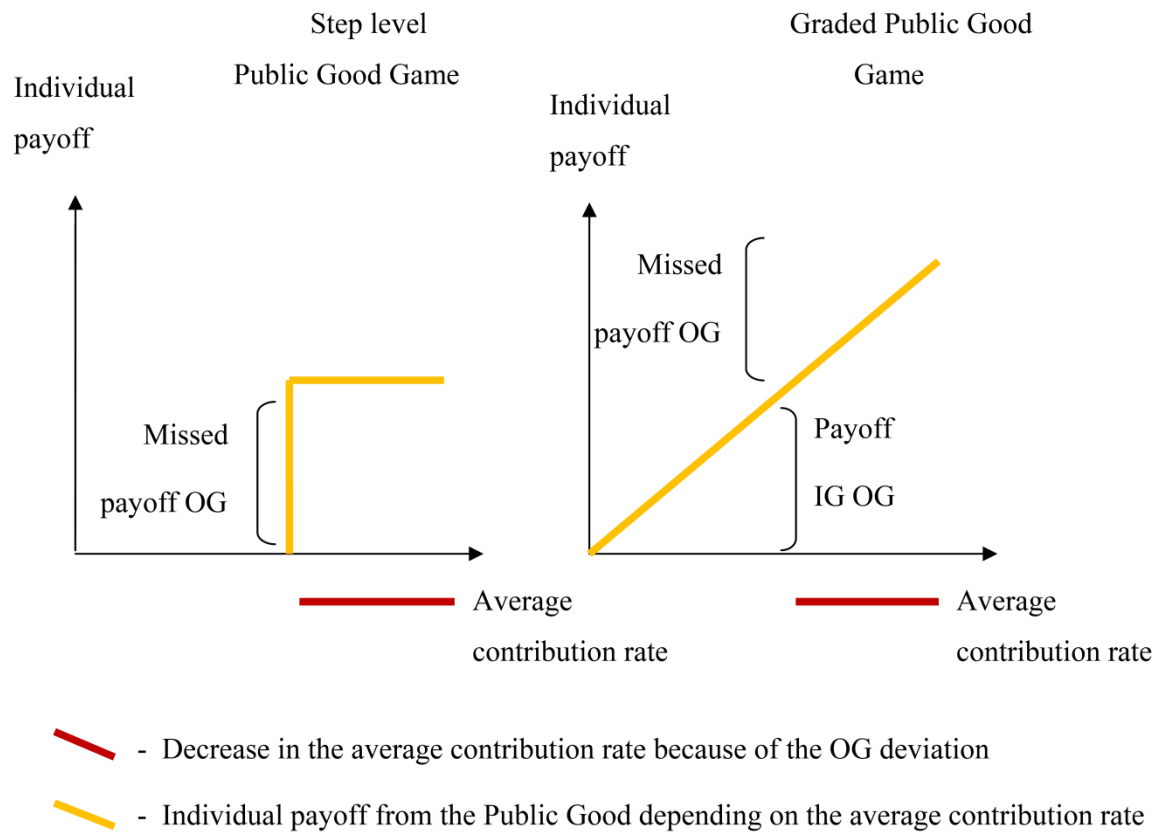 Step level
Public Good Game
Individual
payoff
Missed
payoff OG
Average
contribution rate
Graded Public Good
Game
Individual
payoff
Missed
payoff OG
Payoff
IG OG
Average
contribution rate
- Decrease in the average contribution rate because of the OG deviation
- Individual payoff from the Public Good depending on the average contribution rate